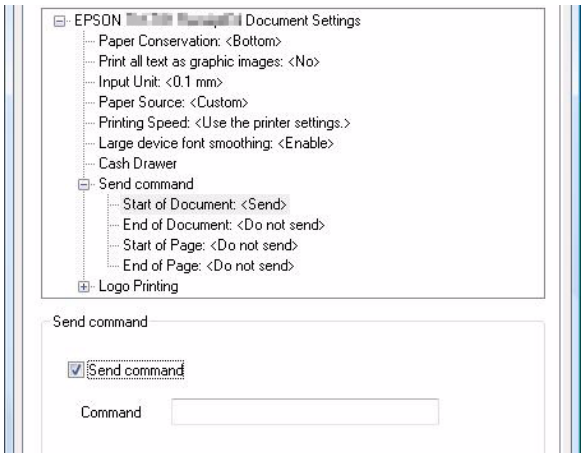 EPSON Document Settings
Paper Conservation: <Bottom>
Print all text as graphic images: <No>
Input Unit: <0.1 mm>
Paper Source: <Custom>
Printing Speed: <Use the printer settings.>
Large device font smoothing: <Enable>
Cash Drawer
Send command
Start of Document: <Send>
End of Document: <Do not send>
Start of Page: <Do not send>
End of Page: <Do not send>
Logo Printing
Send command
Send command
Command